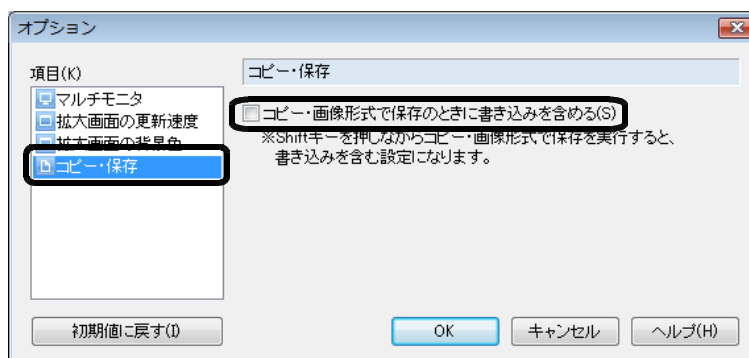 オプション
項目(K)
マルチモニタ
拡大画面の更新速度
拡大画面の背景色
コピー・保存
コピー・保存
コピー・画像形式で保存のときに書き込みを含める(S)
※Shiftキーを押しながらコピー・画像形式で保存を実行すると、
書き込みを含む設定になります。
初期値に戻す(I)
OK
キャンセル
ヘルプ(H)